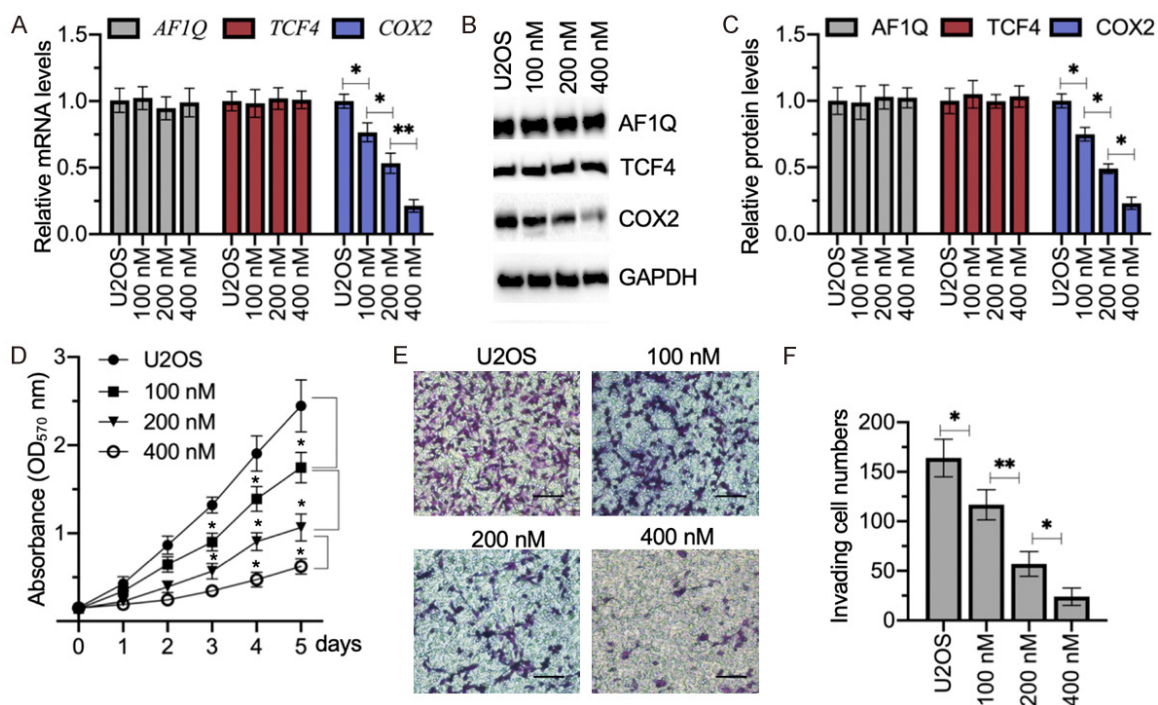 A
AF1Q TCF4 COX2
Relative mRNA levels
1.5
1.0
0.5
0.0
* * **
U2OS 100 nM 200 nM 400 nM U2OS 100 nM 200 nM 400 nM U2OS 100 nM 200 nM 400 nM
B
U2OS 100 nM 200 nM 400 nM
AF1Q
TCF4
COX2
GAPDH
C
AF1Q TCF4 COX2
Relative protein levels
1.5
1.0
0.5
0.0
* * *
U2OS 100 nM 200 nM 400 nM U2OS 100 nM 200 nM 400 nM U2OS 100 nM 200 nM 400 nM
D
U2OS
100 nM
200 nM
400 nM
Absorbance (OD570 nm)
3
2
1
* * *
* * *
* * *
0 1 2 3 4 5 days
E
U2OS 100 nM
200 nM 400 nM
F
Invading cell numbers
200
150
100
50
0
* ** *
U2OS 100 nM 200 nM 400 nM